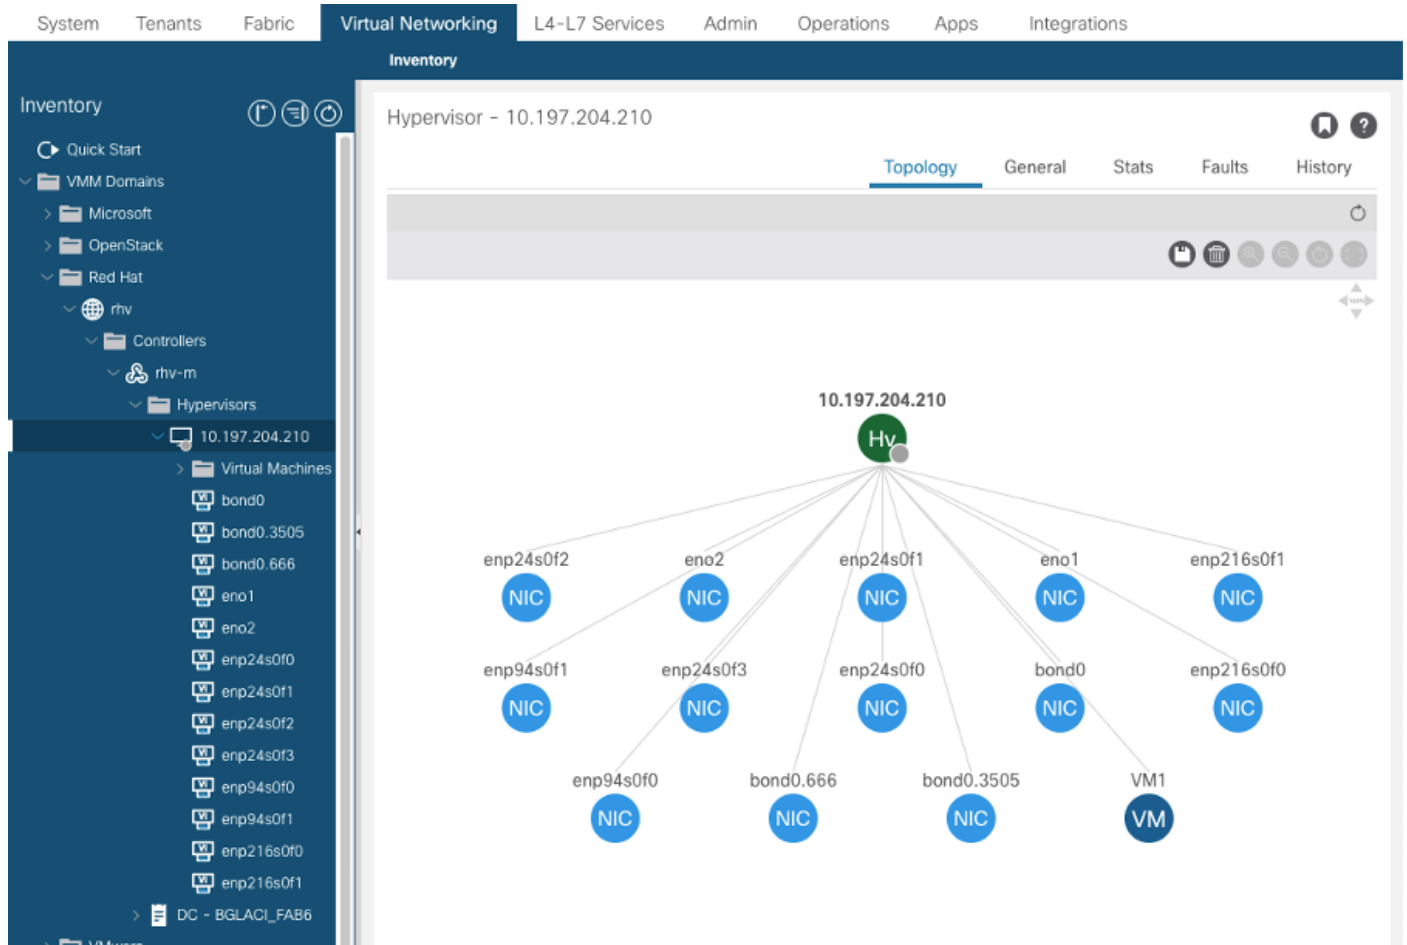 System Tenants Fabric Virtual Networking L4-L7 Services Admin Operations Apps Integrations
Inventory
Inventory
Quick Start
VMM Domains
Microsoft
OpenStack
Red Hat
rhv
Controllers
rhv-m
Hypervisors
10.197.204.210
Virtual Machines
bond0
bond0.3505
bond0.666
eno1
eno2
enp24s0f0
enp24s0f1
enp24s0f2
enp24s0f3
enp94s0f0
enp94s0f1
enp216s0f0
enp216s0f1
DC - BGLACI_FAB6
VMware
Hypervisor - 10.197.204.210
Topology General Stats Faults History
10.197.204.210
Hv
enp24s0f2 eno2 enp24s0f1 eno1 enp216s0f1
NIC NIC NIC NIC NIC
enp94s0f1 enp24s0f3 enp24s0f0 bond0 enp216s0f0
NIC NIC NIC NIC NIC
enp94s0f0 bond0.666 bond0.3505 VM1
NIC NIC NIC VM